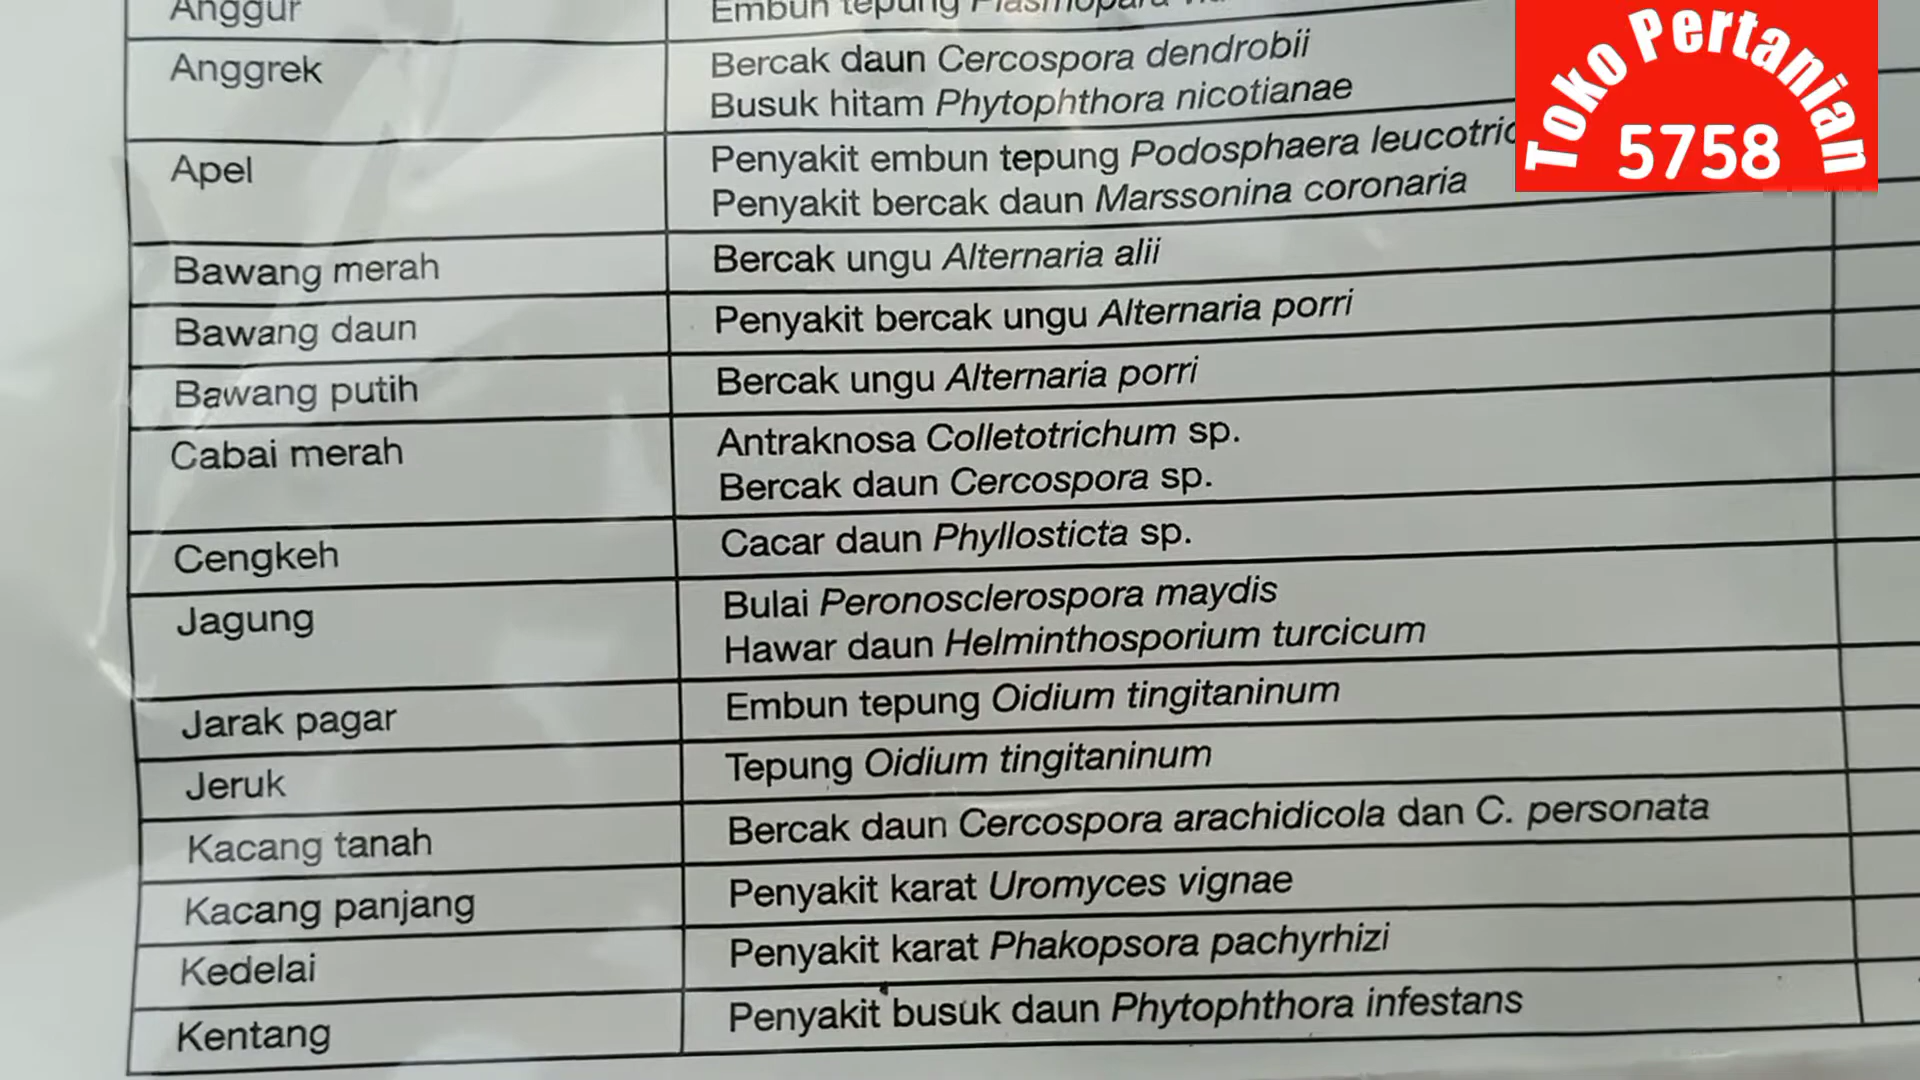 Anggur
Embun tepung Plasmopara
Anggrek
Bercak daun Cercospora dendrobii
Busuk hitam Phytophthora nicotianae
Apel
Penyakit embun tepung Podosphaera leucotric
Penyakit bercak daun Marssonina coronaria
Bawang merah
Bercak ungu Alternaria alii
Bawang daun
Penyakit bercak ungu Alternaria porri
Bawang putih
Bercak ungu Alternaria porri
Cabai merah
Antraknosa Colletotrichum sp.
Bercak daun Cercospora sp.
Cengkeh
Cacar daun Phyllosticta sp.
Jagung
Bulai Peronosclerospora maydis
Hawar daun Helminthosporium turcicum
Jarak pagar
Embun tepung Oidium tingitaninum
Jeruk
Tepung Oidium tingitaninum
Kacang tanah
Bercak daun Cercospora arachidicola dan C. personata
Kacang panjang
Penyakit karat Uromyces vignae
Kedelai
Penyakit karat Phakopsora pachyrhizi
Kentang
Penyakit busuk daun Phytophthora infestans
Toko Pertanian
5758